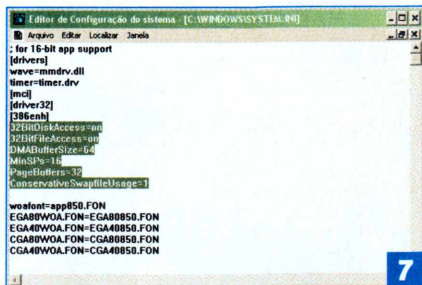 Editor de Configuração do sistema - [C:\WINDOWS\SYSTEM.INI]
Arquivo Editar Localizar Janela
; for 16-bit app support
[drivers]
wave=mmdrv.dll
timer=timer.drv
[mci]
[driver32]
[386enh]
32BitDiskAccess=on
32BitFileAccess=on
DMABufferSize=64
MinSPs=16
PageBuffers=32
ConservativeSwapfileUsage=1
woafont=app850.FON
EGA80WOA.FON=EGA80850.FON
EGA40WOA.FON=EGA40850.FON
CGA80WOA.FON=CGA80850.FON
CGA40WOA.FON=CGA40850.FON
7